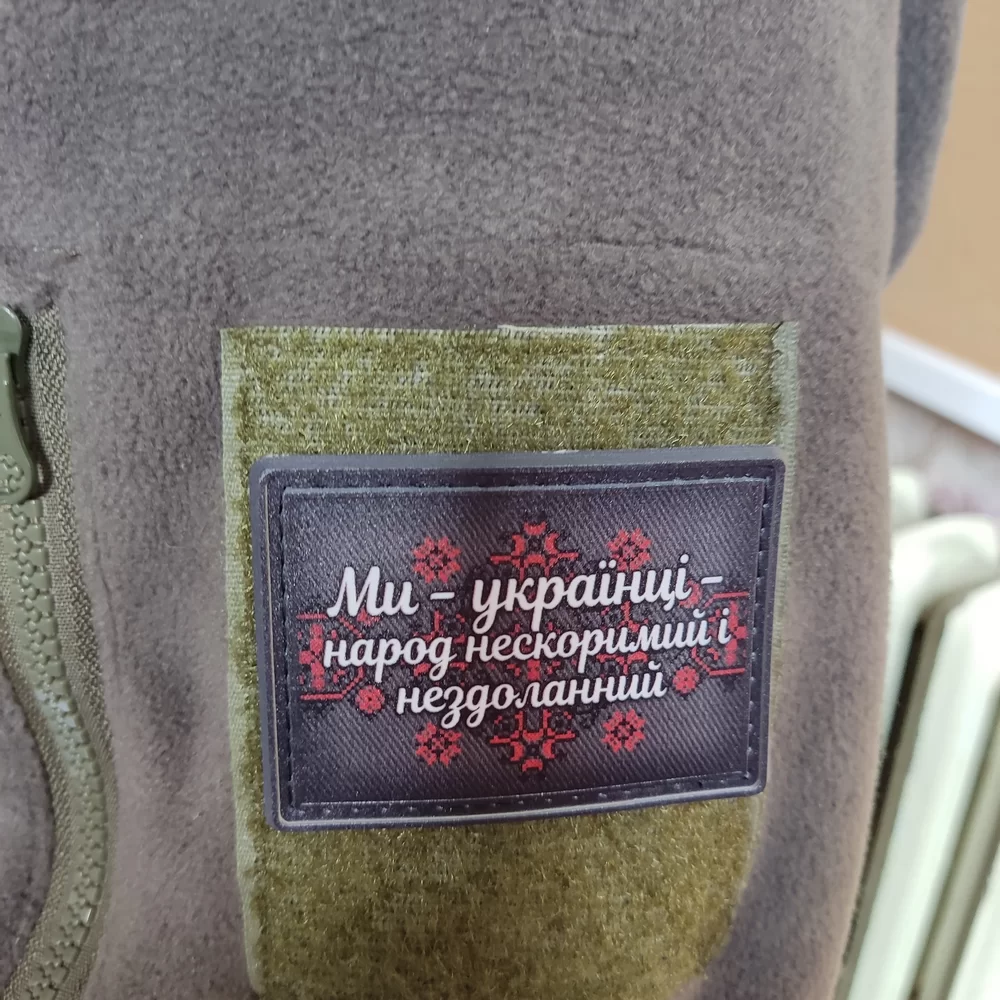 Ми - українці -
народ нескоримий і
нездоланний